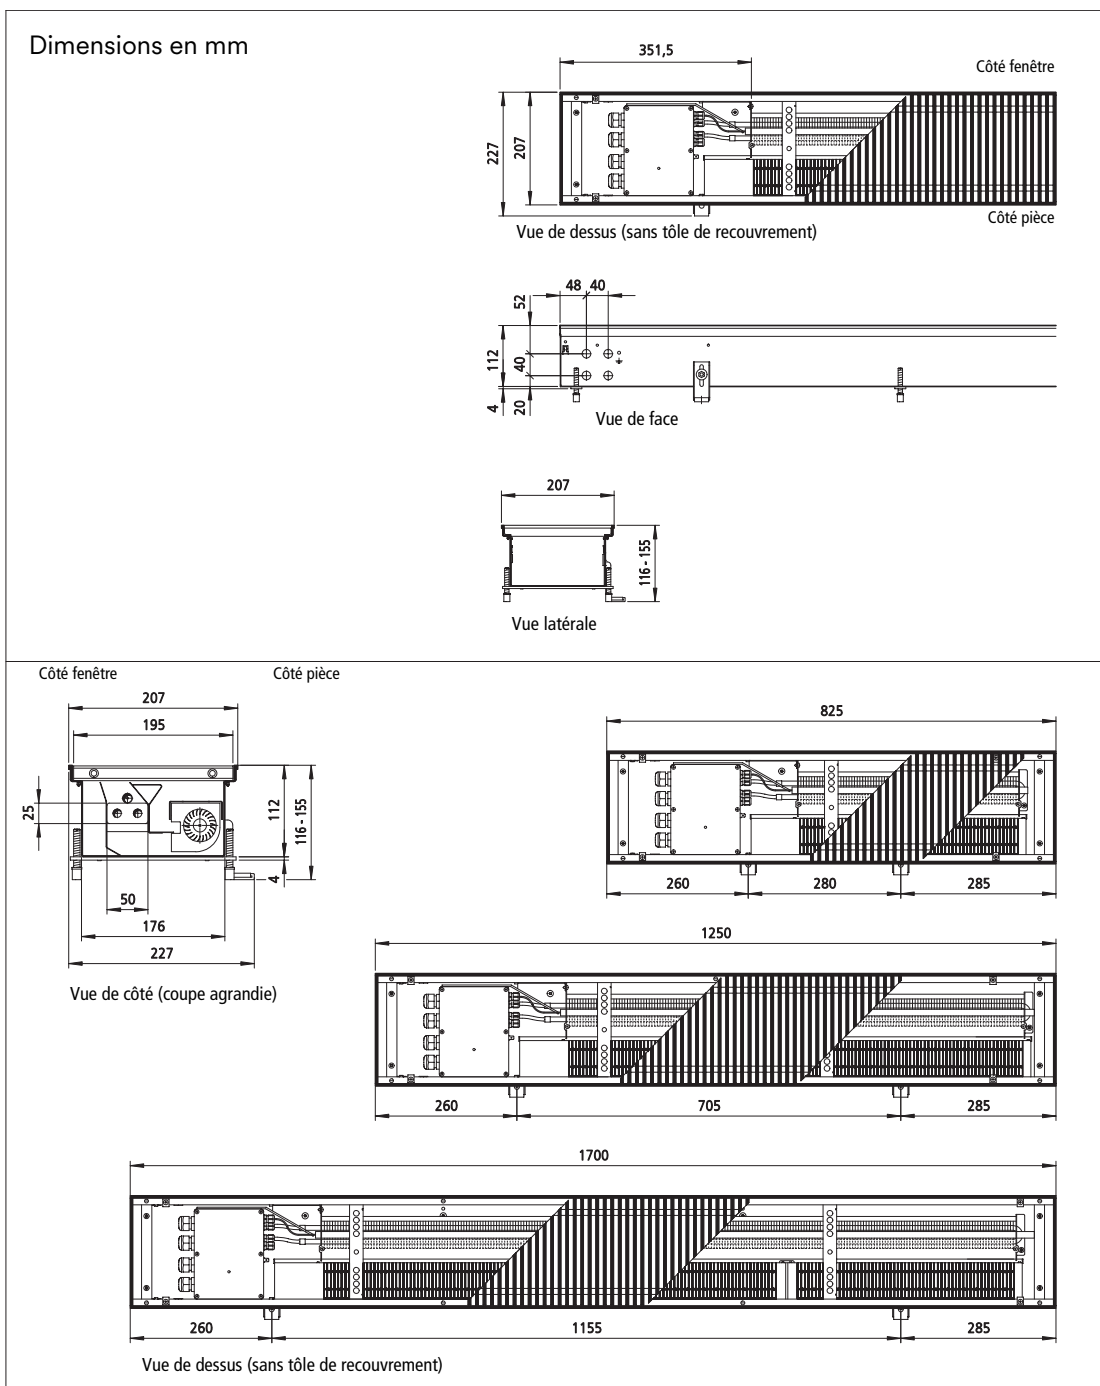 Dimensions en mm
351,5
Côté fenêtre
227
207
Côté pièce
Vue de dessus (sans tôle de recouvrement)
48 40
52
112
40
4
20
Vue de face
207
116 - 155
Vue latérale
Côté fenêtre
Côté pièce
207
195
25
112
116 - 155
4
50
176
227
Vue de côté (coupe agrandie)
825
260
280
285
1250
260
705
285
1700
260
1155
285
Vue de dessus (sans tôle de recouvrement)